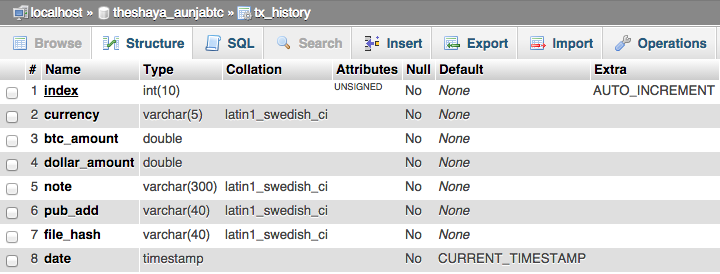 localhost » theshaya_aunjabtc » tx_history
Browse Structure SQL Search Insert Export Import Operations
# Name Type Collation Attributes Null Default Extra
1 index int(10) UNSIGNED No None AUTO_INCREMENT
2 currency varchar(5) latin1_swedish_ci No None
3 btc_amount double No None
4 dollar_amount double No None
5 note varchar(300) latin1_swedish_ci No None
6 pub_add varchar(40) latin1_swedish_ci No None
7 file_hash varchar(40) latin1_swedish_ci No None
8 date timestamp No CURRENT_TIMESTAMP